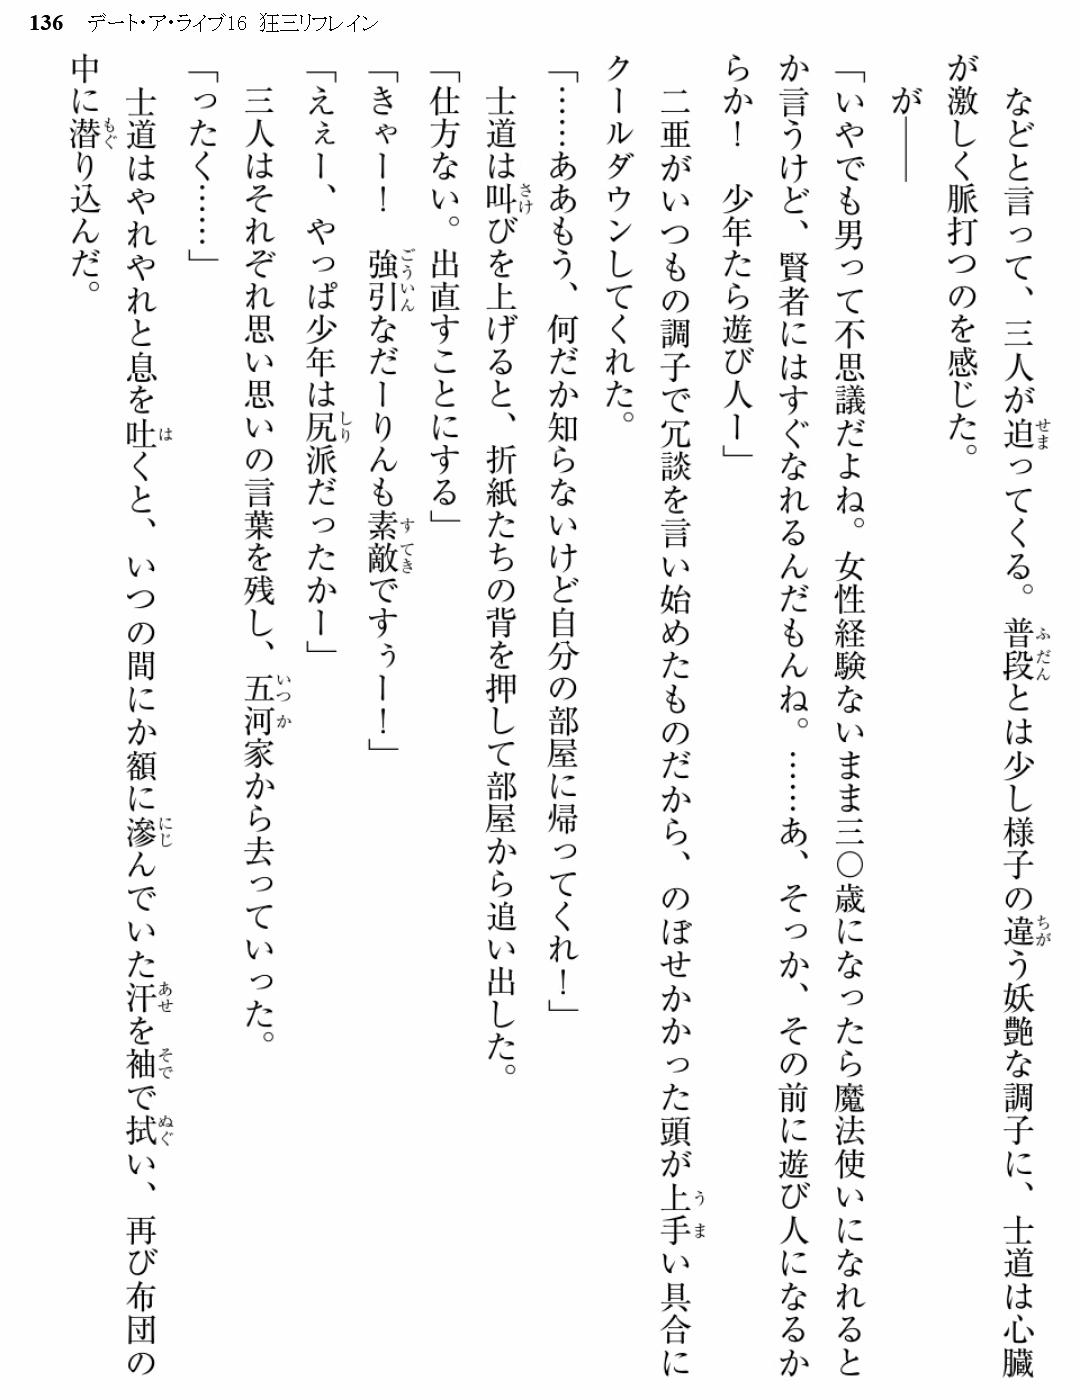 136　デート・ア・ライブ16 狂三リフレイン
　などと言って、三人が迫ってくる。普段とは少し様子の違う妖艶な調子に、士道は心臓
が激しく脈打つのを感じた。
　が――
「いやでも男って不思議だよね。女性経験ないまま三〇歳になったら魔法使いになれると
か言うけど、賢者にはすぐなれるんだもんね。……あ、そっか、その前に遊び人になるか
らか！　少年たら遊び人ー」
　二亜がいつもの調子で冗談を言い始めたものだから、のぼせかかった頭が上手い具合に
クールダウンしてくれた。
「……ああもう、何だか知らないけど自分の部屋に帰ってくれ！」
　士道は叫びを上げると、折紙たちの背を押して部屋から追い出した。
「仕方ない。出直すことにする」
「きゃー！　強引なだーりんも素敵ですぅー！」
「えぇー、やっぱ少年は尻派だったかー」
　三人はそれぞれ思い思いの言葉を残し、五河家から去っていった。
「ったく……」
　士道はやれやれと息を吐くと、いつの間にか額に滲んでいた汗を袖で拭い、再び布団の
中に潜り込んだ。